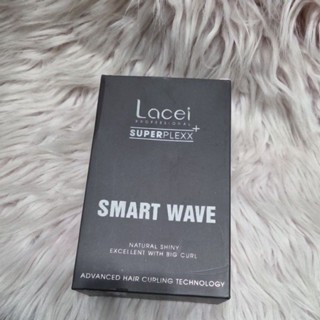 Lacei
PROFESSIONAL
SUPERPLEXX+
SMART WAVE
NATURAL SHINY
EXCELLENT WITH BIG CURL
ADVANCED HAIR CURLING TECHNOLOGY